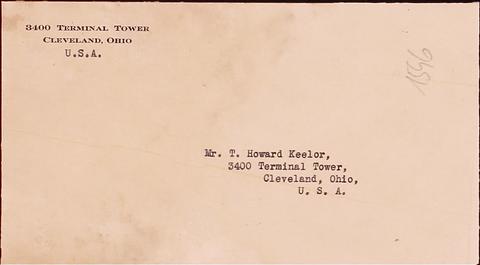 3400 Terminal Tower
Cleveland, Ohio
U.S.A.
1596
Mr. T. Howard Keelor,
3400 Terminal Tower,
Cleveland, Ohio,
U. S. A.